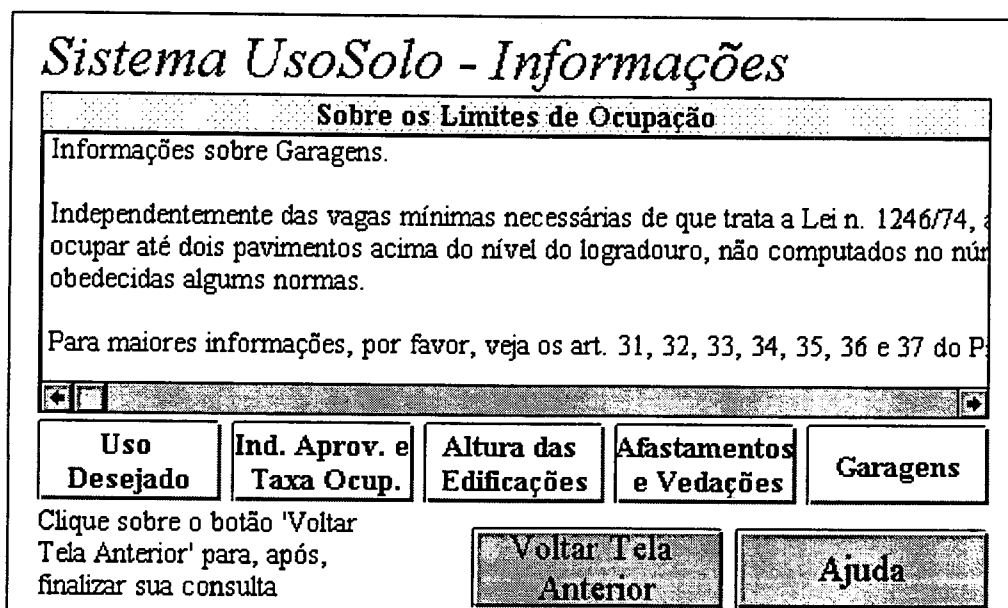 Sistema UsoSolo - Informações
Sobre os Limites de Ocupação
Informações sobre Garagens.
Independentemente das vagas mínimas necessárias de que trata a Lei n. 1246/74,
ocupar até dois pavimentos acima do nível do logradouro, não computados no
obedecidas algums normas.
Para maiores informações, por favor, veja os art. 31, 32, 33, 34, 35, 36 e 37 do
Uso
Desejado
Ind. Aprov. e
Taxa Ocup.
Altura das
Edificações
Afastamentos
e Vedações
Garagens
Clique sobre o botão 'Voltar
Tela Anterior' para, após,
finalizar sua consulta
Voltar Tela
Anterior
Ajuda